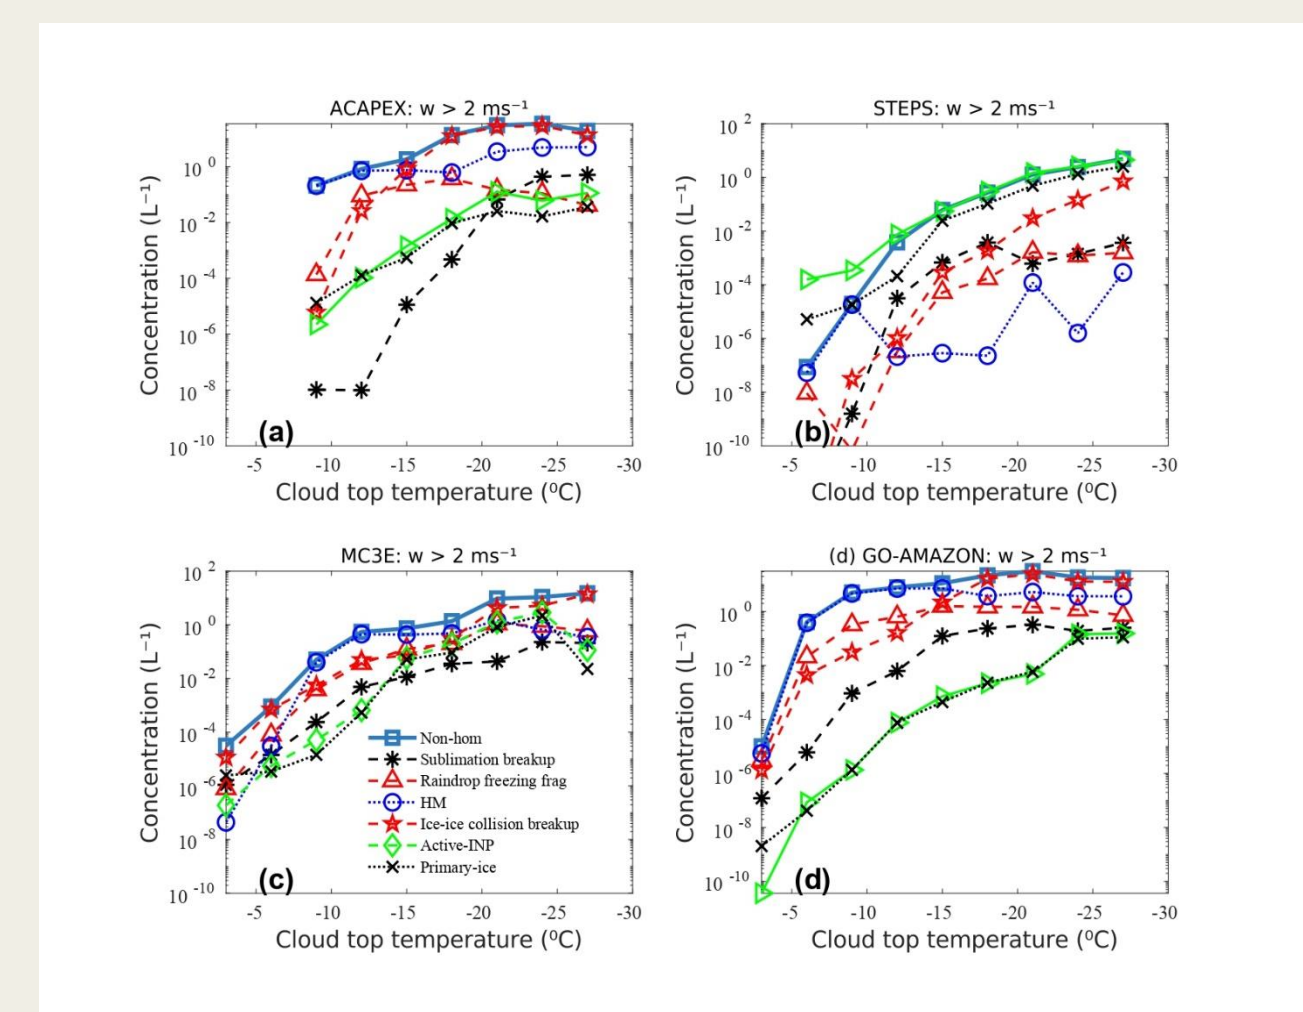 ACAPEX: w > 2 ms⁻¹
Concentration (L⁻¹)
10 0
10 -2
10 -4
10 -6
10 -8
10 -10
(a)
-5 -10 -15 -20 -25 -30
Cloud top temperature (⁰C)
STEPS: w > 2 ms⁻¹
Concentration (L⁻¹)
10 2
10 0
10 -2
10 -4
10 -6
10 -8
10 -10
(b)
-5 -10 -15 -20 -25 -30
Cloud top temperature (⁰C)
MC3E: w > 2 ms⁻¹
Concentration (L⁻¹)
10 2
10 0
10 -2
10 -4
10 -6
10 -8
10 -10
Non-hom
Sublimation breakup
Raindrop freezing frag
HM
Ice-ice collision breakup
Active-INP
Primary-ice
(c)
-5 -10 -15 -20 -25 -30
Cloud top temperature (⁰C)
(d) GO-AMAZON: w > 2 ms⁻¹
Concentration (L⁻¹)
10 0
10 -2
10 -4
10 -6
10 -8
10 -10
(d)
-5 -10 -15 -20 -25 -30
Cloud top temperature (⁰C)